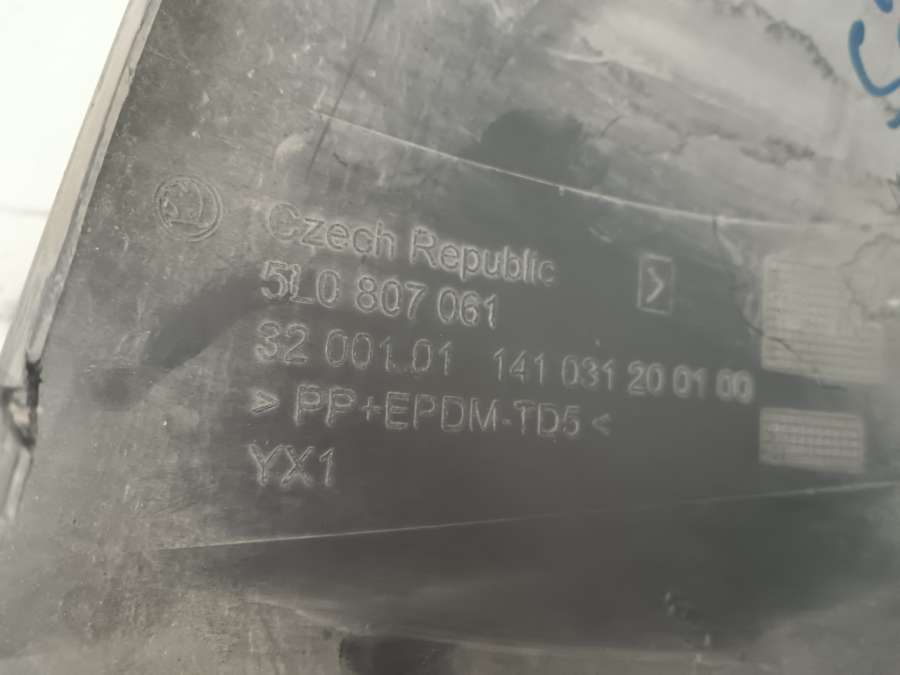 Czech Republic
5L0 807 061
32 001.01 141 031 20 01 00
> PP+EPDM-TD5 <
YX1